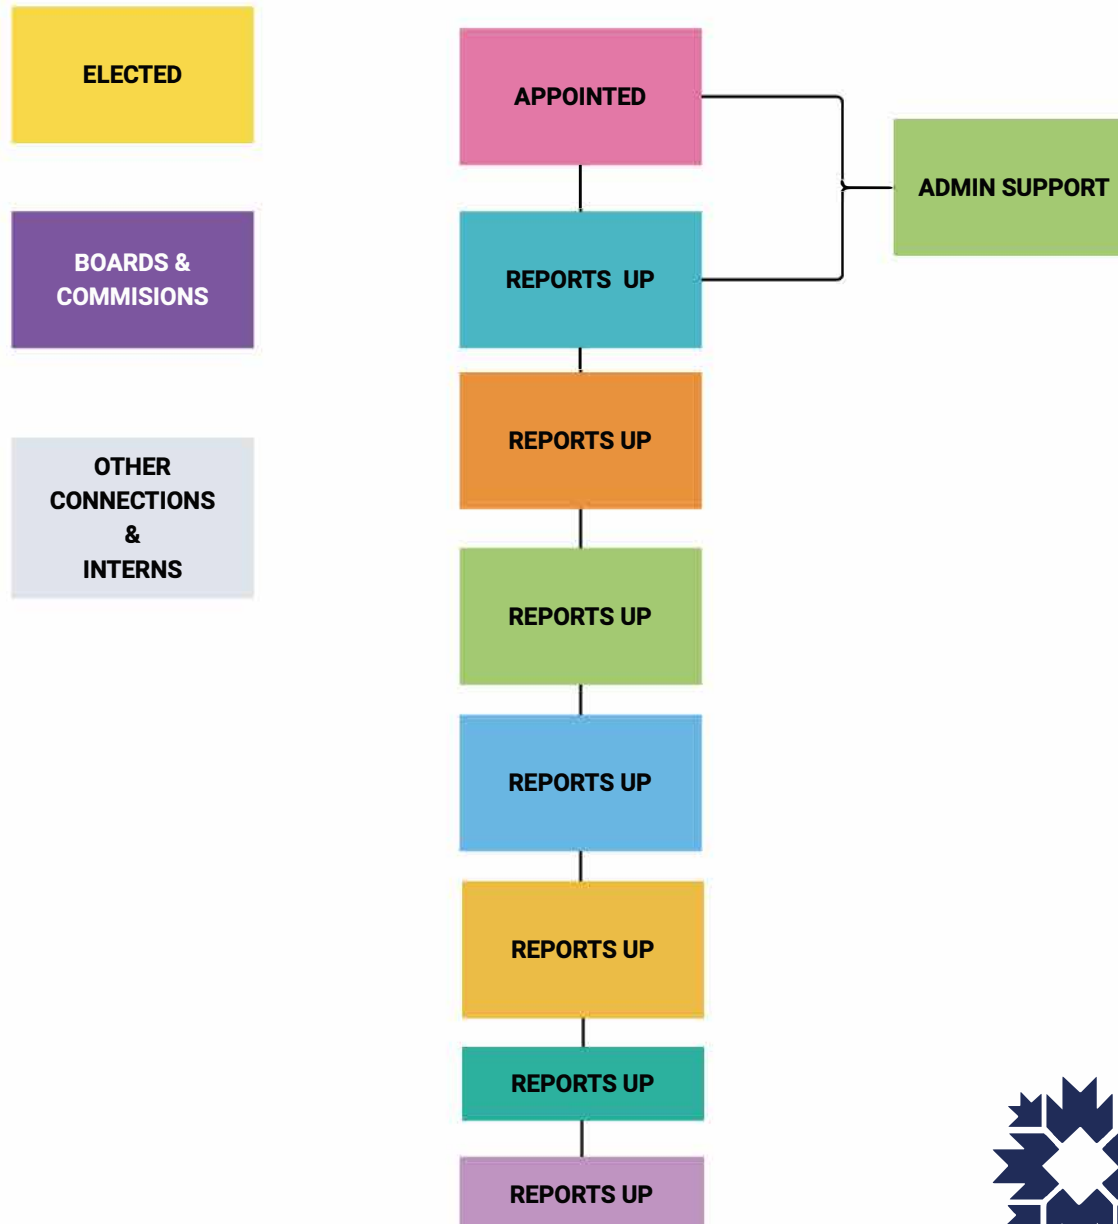 ELECTED
BOARDS &
COMMISIONS
OTHER
CONNECTIONS
&
INTERNS
APPOINTED
ADMIN SUPPORT
REPORTS UP
REPORTS UP
REPORTS UP
REPORTS UP
REPORTS UP
REPORTS UP
REPORTS UP